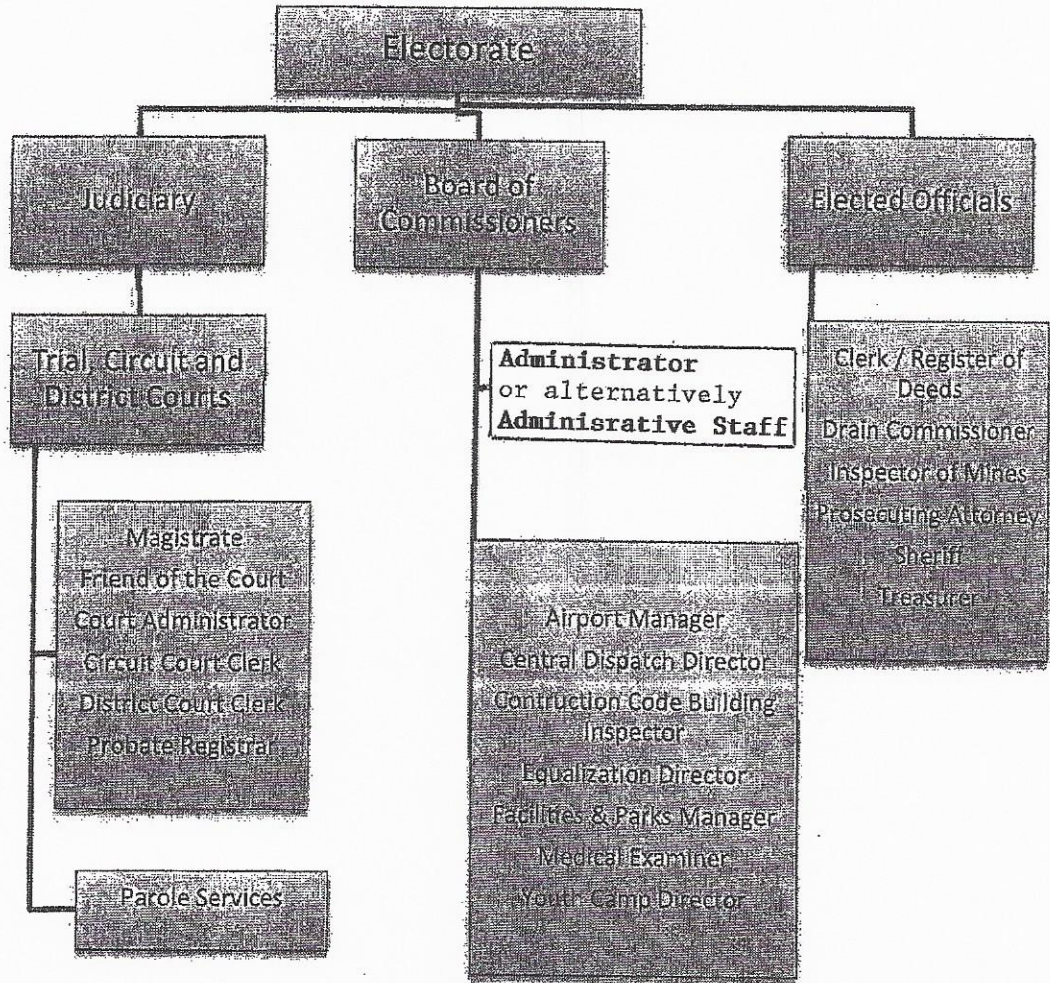 Electorate
Judiciary
Board of
Commissioners
Elected Officials
Trial, Circuit and
District Courts
Administrator
or alternatively
Adminisrative Staff
Clerk / Register of
Deeds
Drain Commissioner
Inspector of Mines
Prosecuting Attorney
Sheriff
Treasurer
Magistrate
Friend of the Court
Court Administrator
Circuit Court Clerk
District Court Clerk
Probate Registrar
Airport Manager
Central Dispatch Director
Contruction Code Building
Inspector
Equalization Director
Facilities & Parks Manager
Medical Examiner
Youth Camp Director
Parole Services